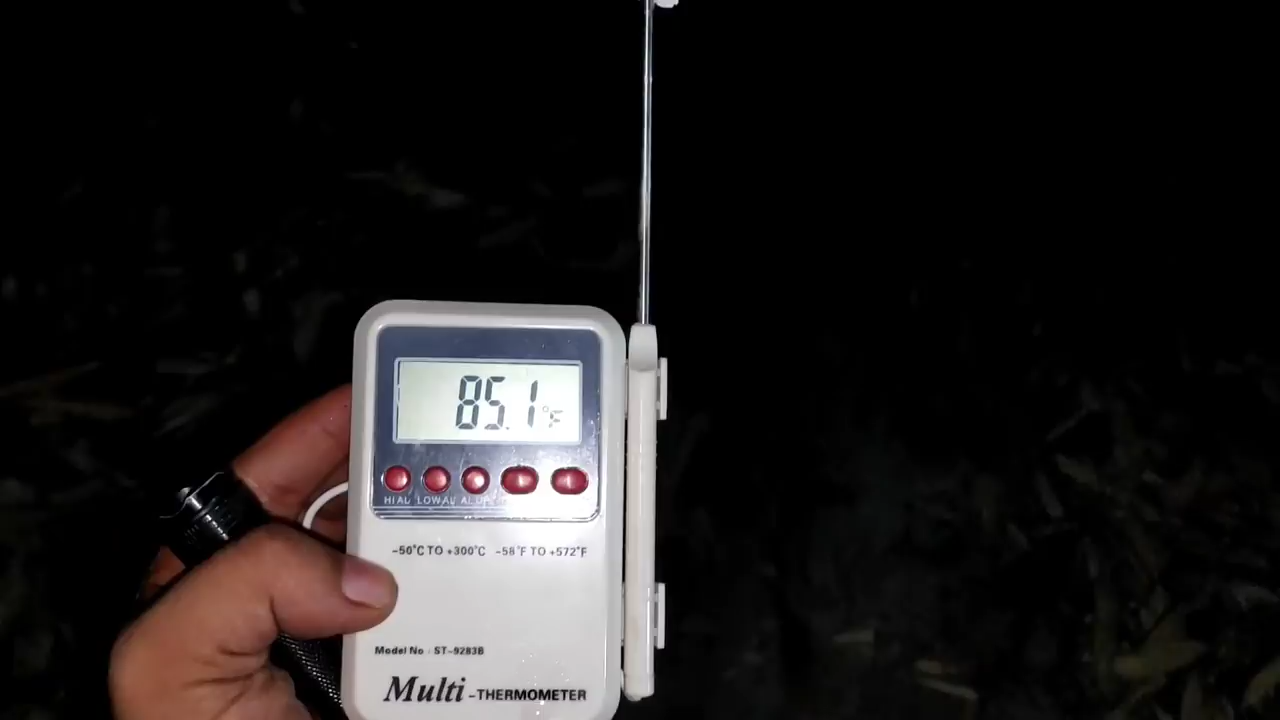 85.1°F
HI AL LOW AL
-50°C TO +300°C -58°F TO +572°F
Model No : ST-9283B
Multi -THERMOMETER